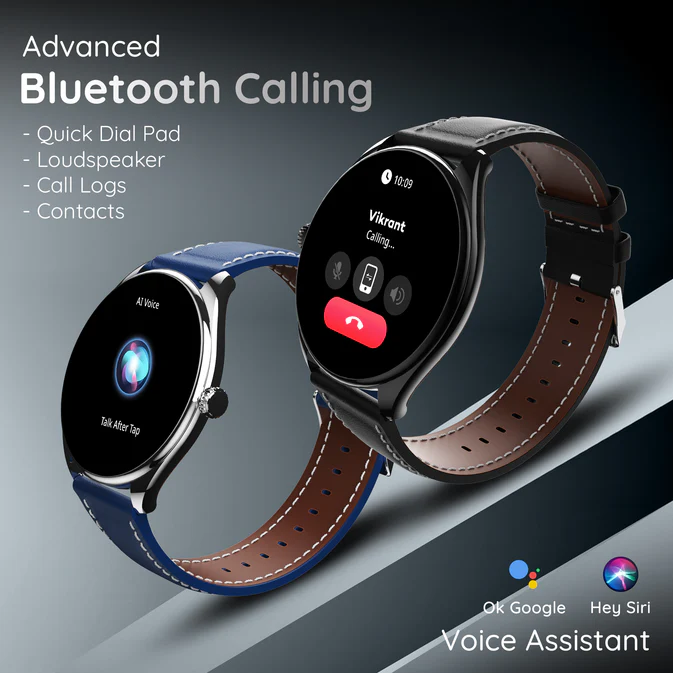 Advanced
Bluetooth Calling
- Quick Dial Pad
- Loudspeaker
- Call Logs
- Contacts
10:09
Vikrant
Calling...
AI Voice
Talk After Tap
Ok Google
Hey Siri
Voice Assistant